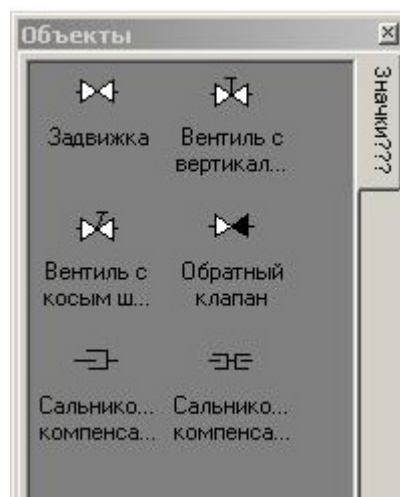 Объекты
Значки???
Задвижка
Вентиль с
вертикал...
Вентиль с
косым ш...
Обратный
клапан
Сальнико...
компенса...
Сальнико...
компенса...